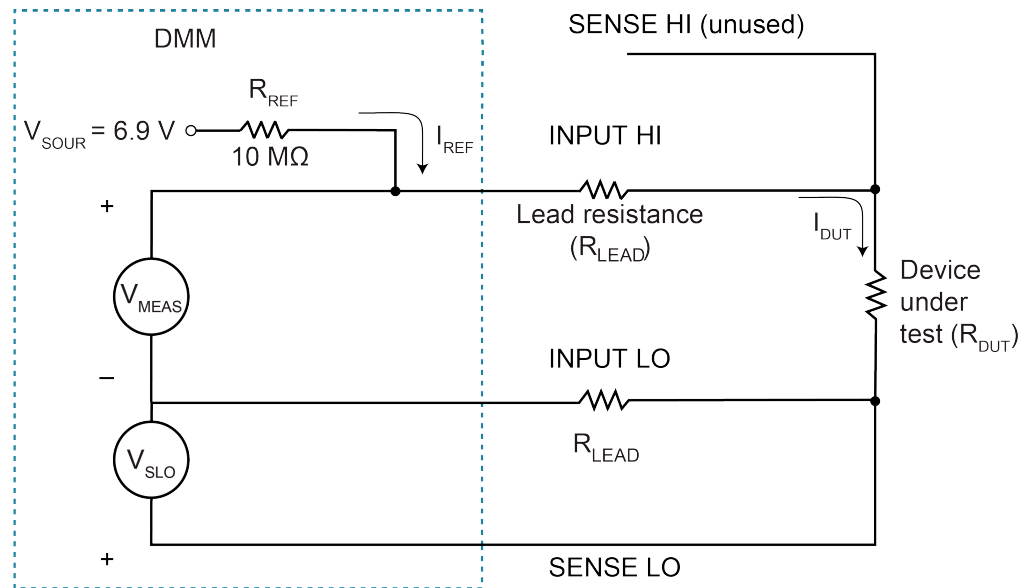 SENSE HI (unused)
DMM
R_REF
V_SOUR = 6.9 V
10 MΩ
I_REF
INPUT HI
+
Lead resistance
(R_LEAD)
I_DUT
V_MEAS
Device
under
test (R_DUT)
INPUT LO
–
R_LEAD
V_SLO
+
SENSE LO